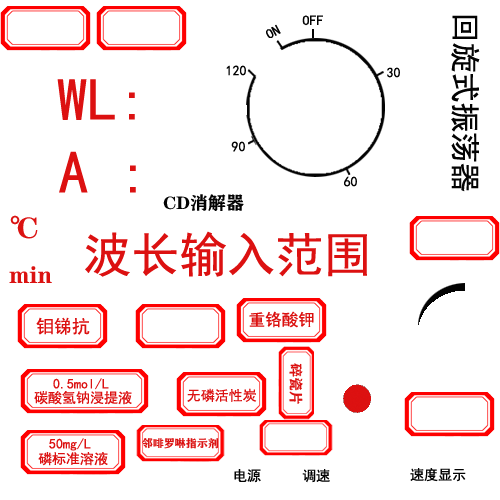 ON
OFF
30
60
90
120
回旋式振荡器
WL:
A :
CD消解器
℃
min
波长输入范围
钼锑抗
重铬酸钾
0.5mol/L
碳酸氢钠浸提液
无磷活性炭
碎瓷片
50mg/L
磷标准溶液
邻啡罗啉指示剂
电源
调速
速度显示